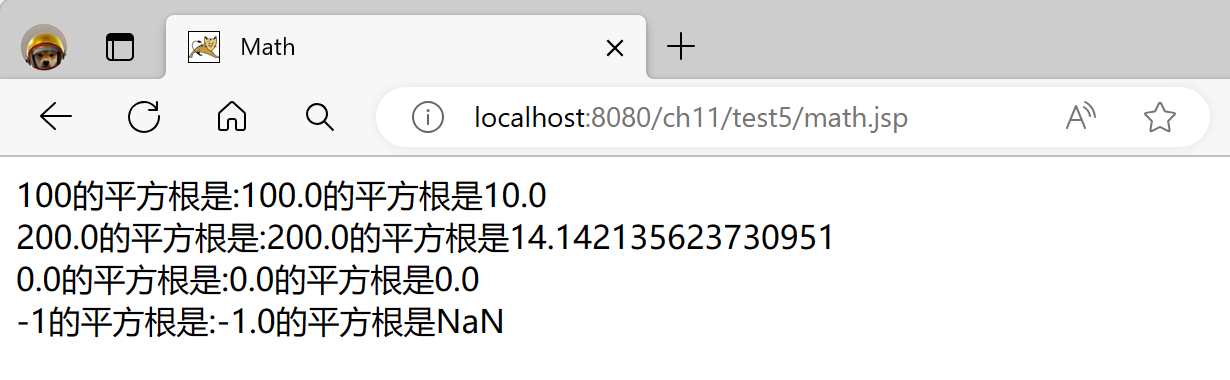 Math
localhost:8080/ch11/test5/math.jsp
100的平方根是:100.0的平方根是10.0
200.0的平方根是:200.0的平方根是14.142135623730951
0.0的平方根是:0.0的平方根是0.0
-1的平方根是:-1.0的平方根是NaN